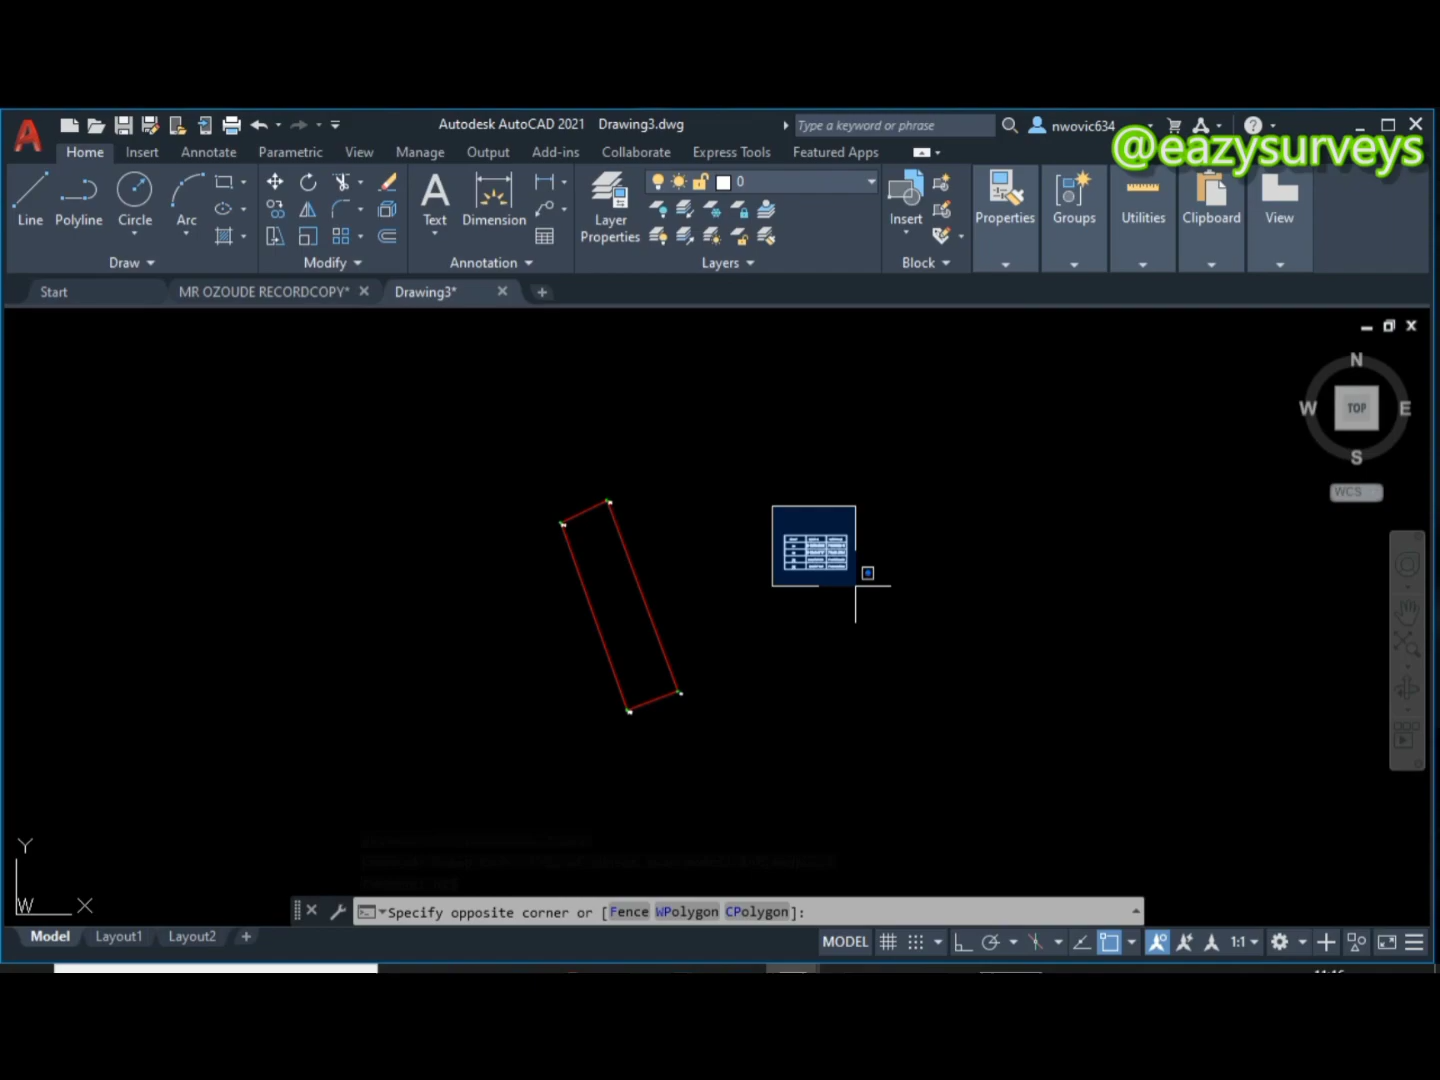 Autodesk AutoCAD 2021 Drawing3.dwg
Type a keyword or phrase
nwovic634
@eazysurveys
Home Insert Annotate Parametric View Manage Output Add-ins Collaborate Express Tools Featured Apps
0
Line Polyline Circle Arc
Text Dimension
Layer Properties
Insert
Properties Groups Utilities Clipboard View
Draw Modify Annotation Layers Block
Start MR OZOUDE RECORDCOPY* Drawing3*
N
W TOP E
S
WCS
Y
W X
Specify opposite corner or [Fence WPolygon CPolygon]:
Model Layout1 Layout2
MODEL 1:1